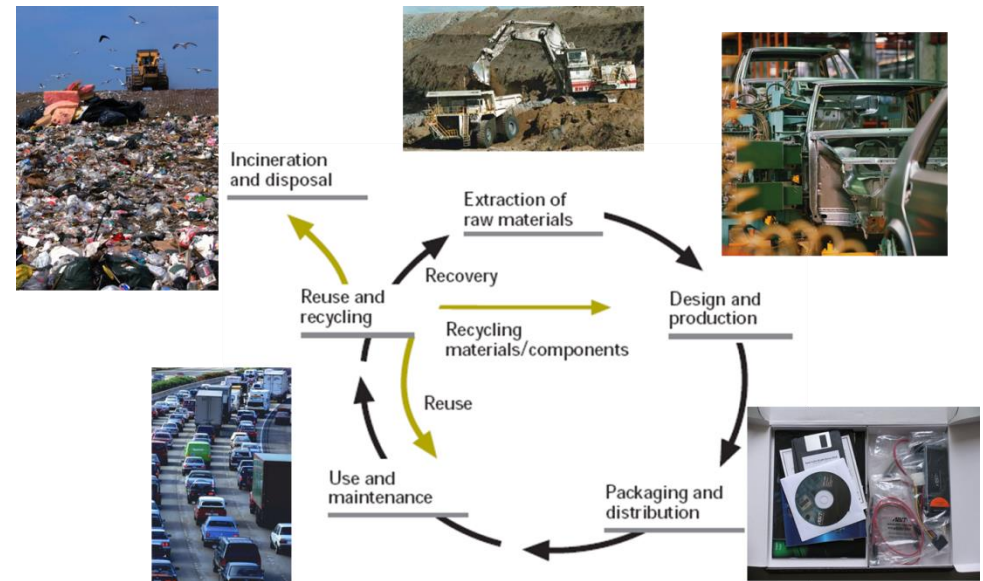 Incineration
and disposal
Extraction of
raw materials
Recovery
Reuse and
recycling
Design and
production
Recycling
materials/components
Reuse
Use and
maintenance
Packaging and
distribution